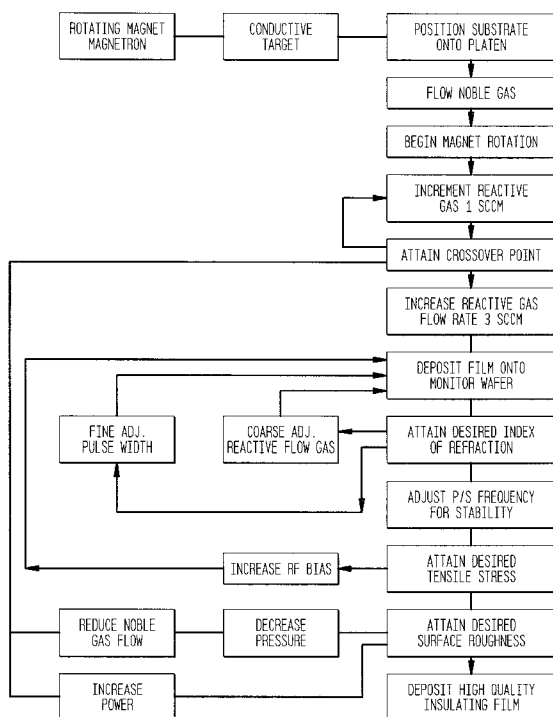 ROTATING MAGNET
MAGNETRON
CONDUCTIVE
TARGET
POSITION SUBSTRATE
ONTO PLATEN
FLOW NOBLE GAS
BEGIN MAGNET ROTATION
INCREMENT REACTIVE
GAS 1 SCCM
ATTAIN CROSSOVER POINT
INCREASE REACTIVE GAS
FLOW RATE 3 SCCM
DEPOSIT FILM ONTO
MONITOR WAFER
FINE ADJ.
PULSE WIDTH
COARSE ADJ.
REACTIVE FLOW GAS
ATTAIN DESIRED INDEX
OF REFRACTION
ADJUST P/S FREQUENCY
FOR STABILITY
INCREASE RF BIAS
ATTAIN DESIRED
TENSILE STRESS
REDUCE NOBLE
GAS FLOW
DECREASE
PRESSURE
ATTAIN DESIRED
SURFACE ROUGHNESS
INCREASE
POWER
DEPOSIT HIGH QUALITY
INSULATING FILM